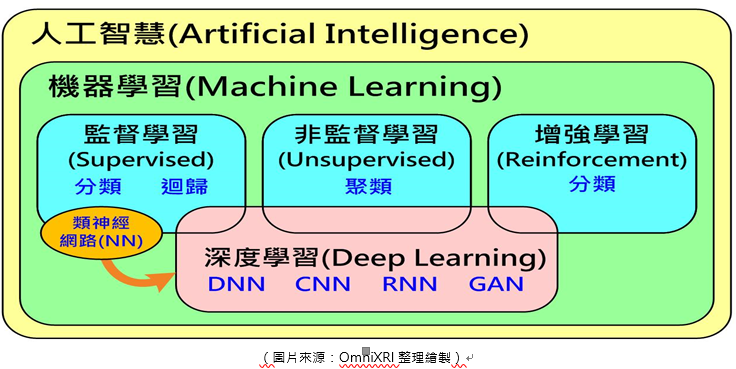 人工智慧(Artificial Intelligence)
機器學習(Machine Learning)
監督學習
(Supervised)
分類 迴歸
非監督學習
(Unsupervised)
聚類
增強學習
(Reinforcement)
分類
類神經
網路(NN)
深度學習(Deep Learning)
DNN CNN RNN GAN
(圖片來源：OmniXRI 整理繪製)